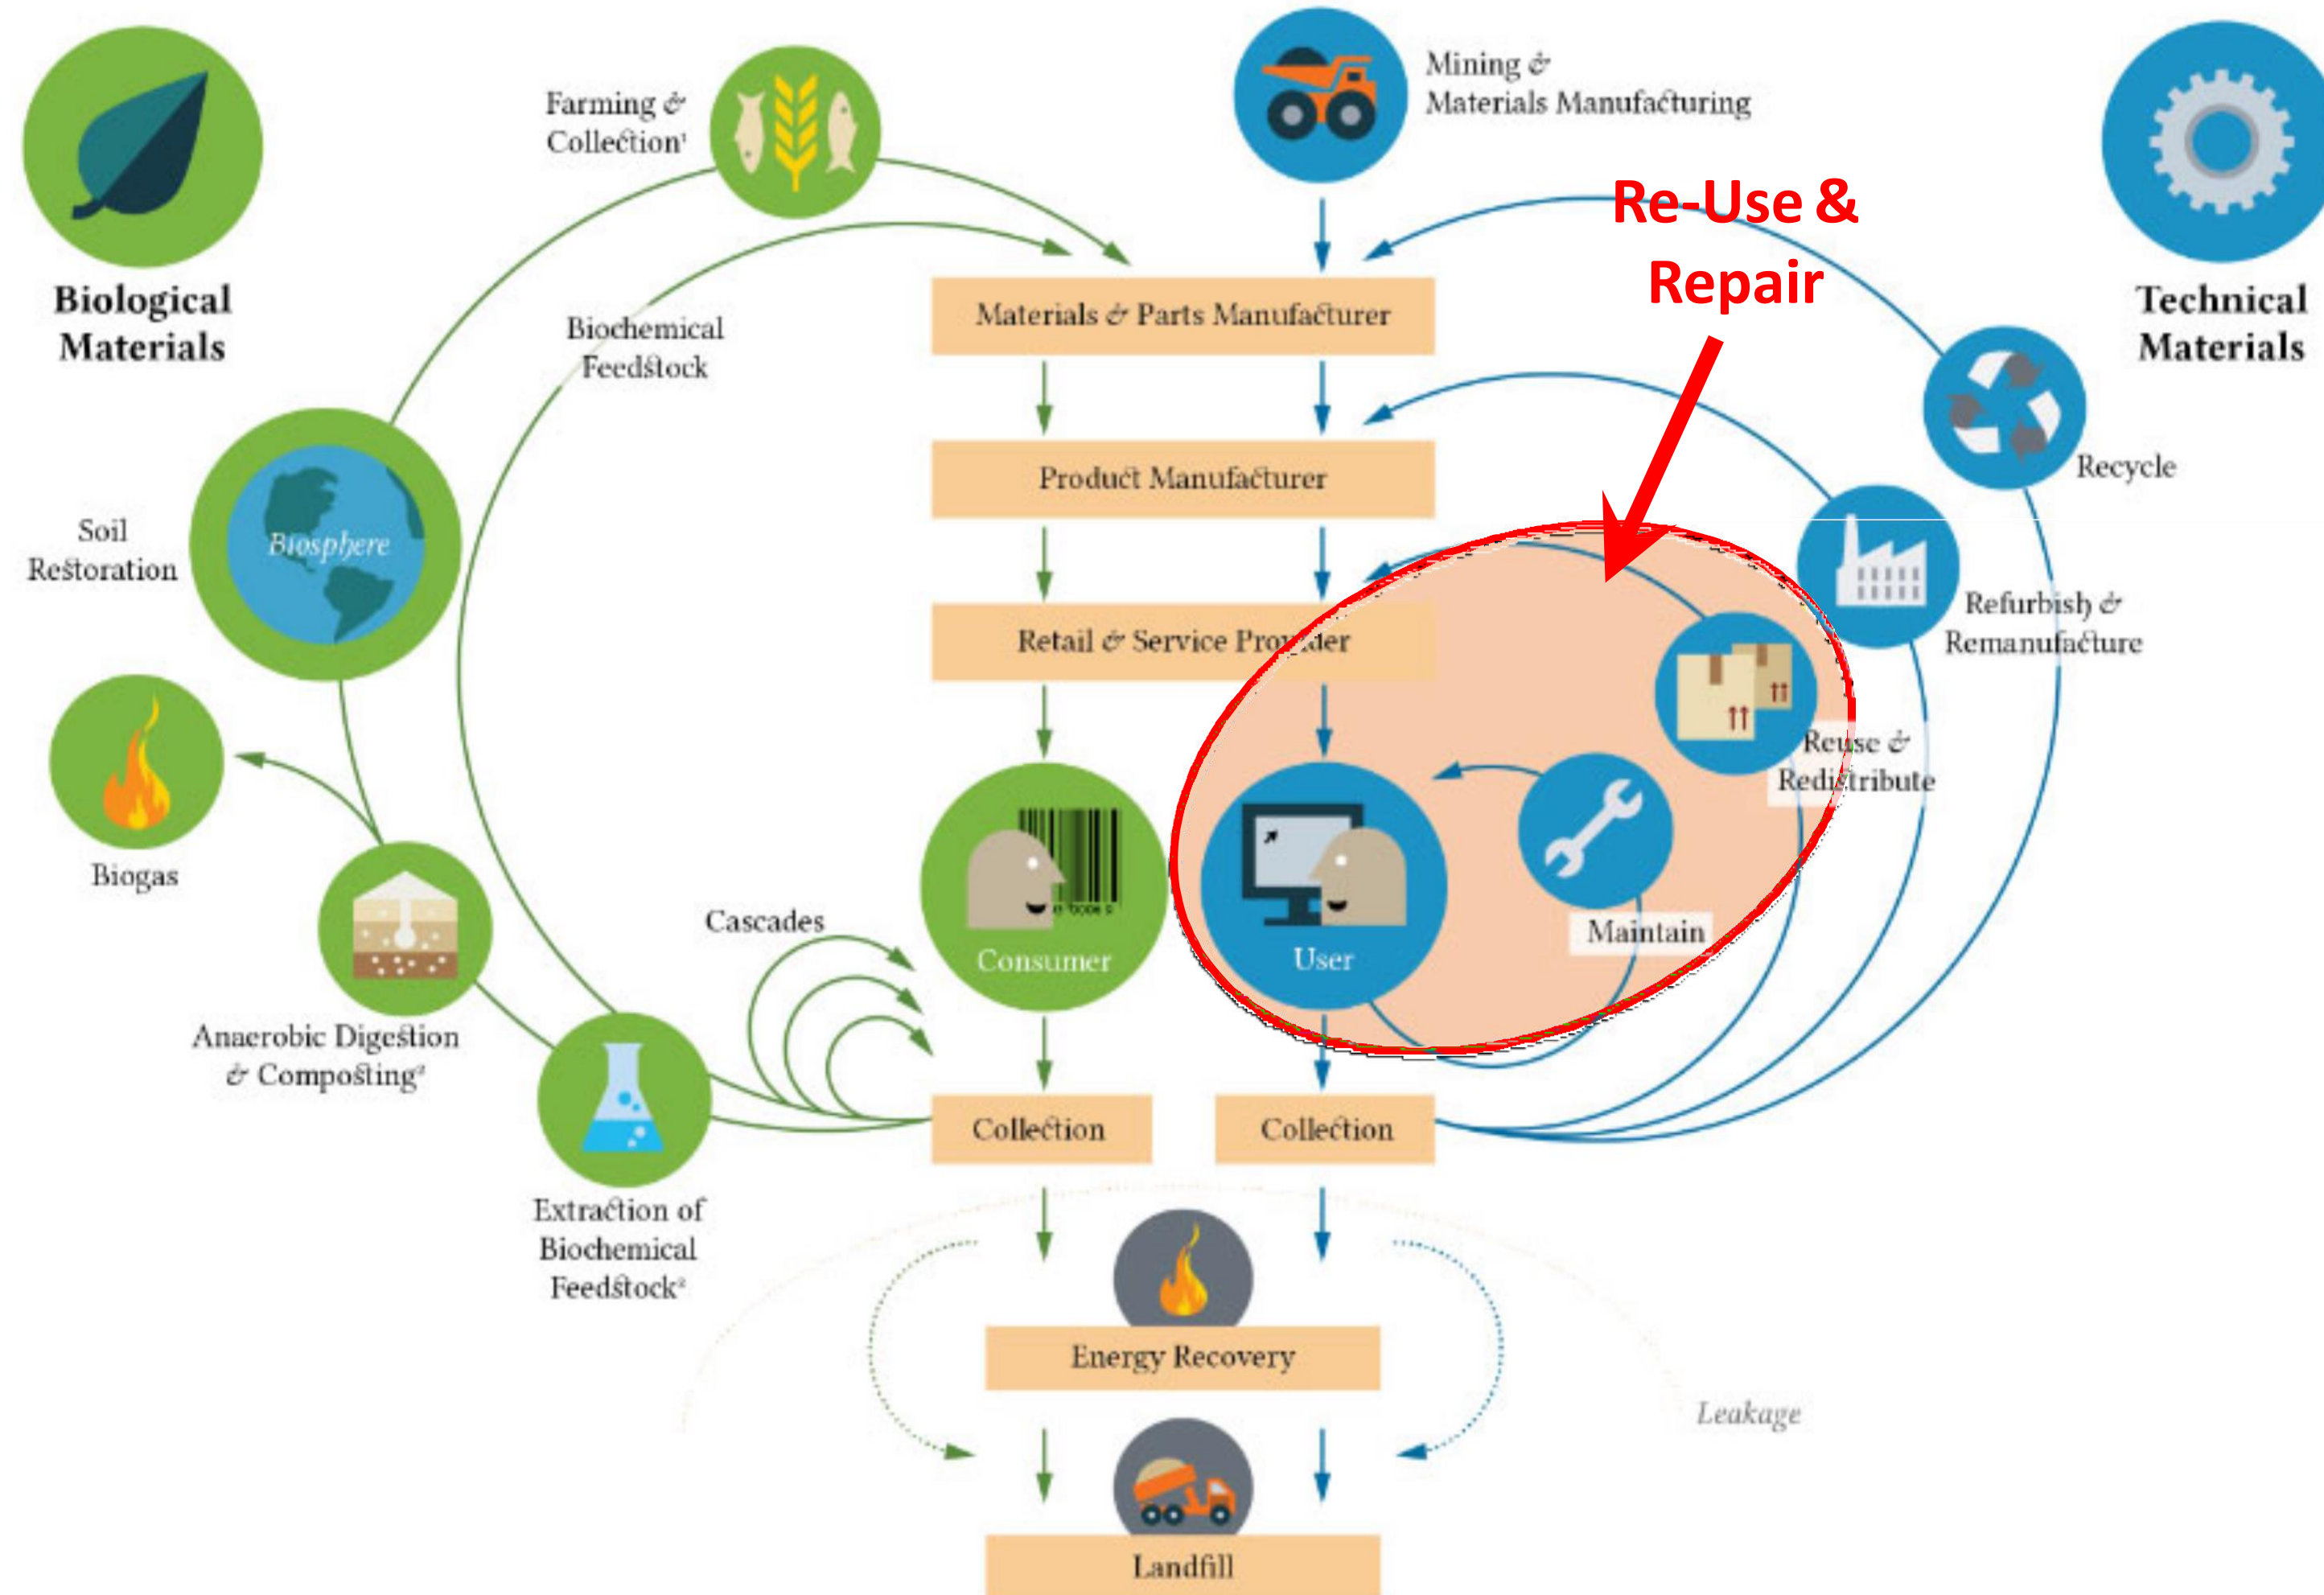 Farming &
Collection¹
Mining &
Materials Manufacturing
Re-Use &
Repair
Biological
Materials
Technical
Materials
Biochemical
Feedstock
Materials & Parts Manufacturer
Recycle
Product Manufacturer
Soil
Restoration
Biosphere
Refurbish &
Remanufacture
Retail & Service Provider
Reuse &
Redistribute
Biogas
Cascades
Maintain
Consumer
User
Anaerobic Digestion
& Composting²
Collection
Collection
Extraction of
Biochemical
Feedstock²
Energy Recovery
Leakage
Landfill